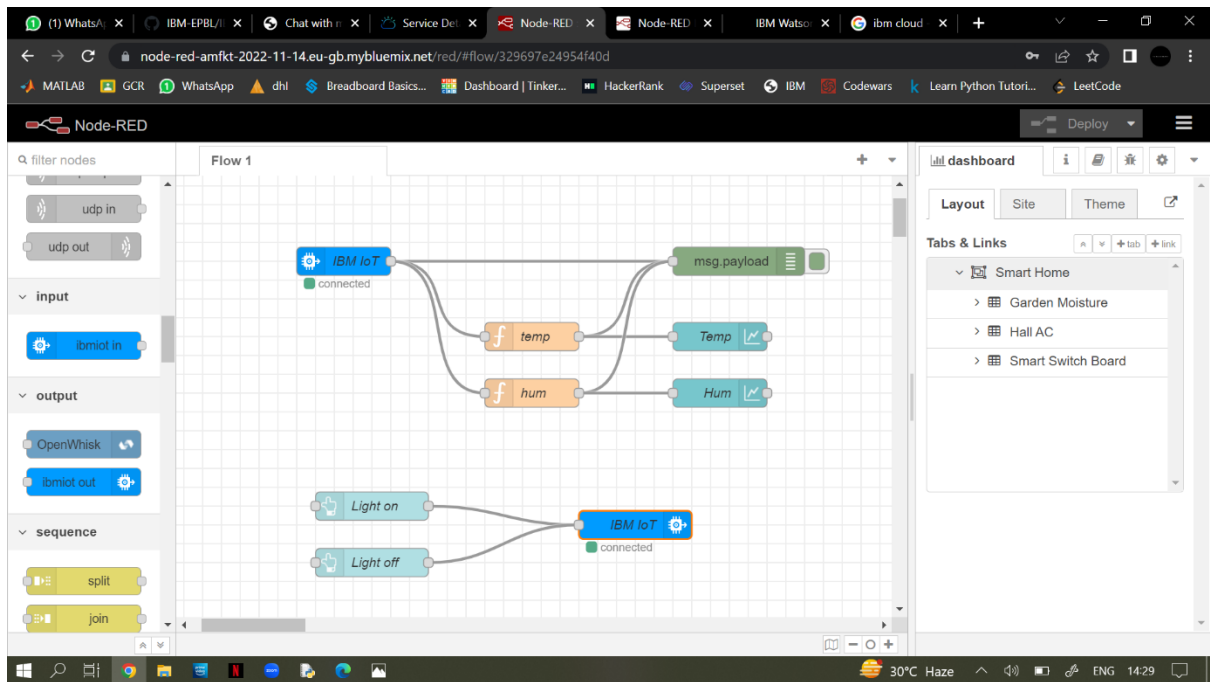 (1) WhatsA
IBM-EPBL/I
Chat with n
Service Det
Node-RED
Node-RED
IBM Watso
ibm cloud
node-red-amfkt-2022-11-14.eu-gb.mybluemix.net/red/#flow/329697e24954f40d
MATLAB GCR WhatsApp dhl Breadboard Basics... Dashboard | Tinker... HackerRank Superset IBM Codewars Learn Python Tutori... LeetCode
Node-RED
Deploy
filter nodes
Flow 1
dashboard
udp in
udp out
input
ibmiot in
output
OpenWhisk
ibmiot out
sequence
split
join
IBM IoT
connected
msg.payload
temp
Temp
hum
Hum
Light on
Light off
IBM IoT
connected
Layout Site Theme
Tabs & Links
+tab
+link
Smart Home
Garden Moisture
Hall AC
Smart Switch Board
30°C Haze
ENG
14:29